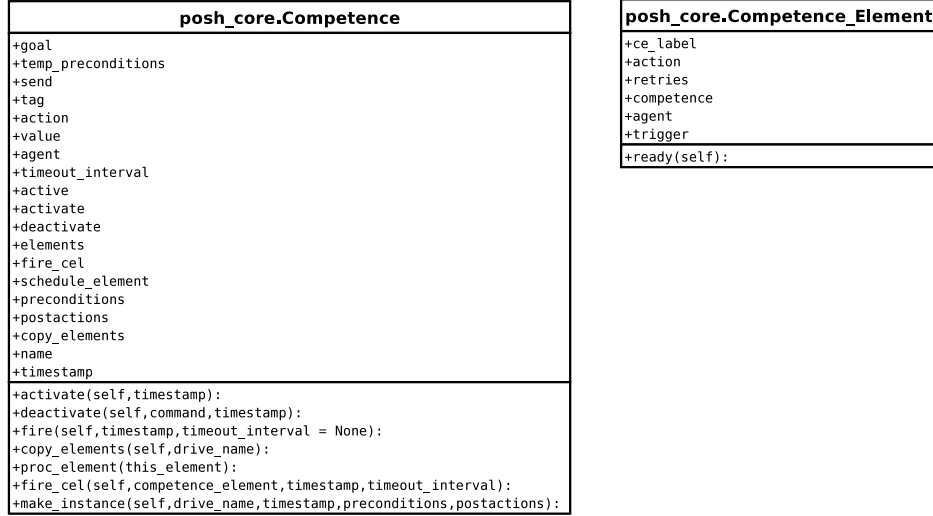 posh_core.Competence
+goal
+temp_preconditions
+send
+tag
+action
+value
+agent
+timeout_interval
+active
+activate
+deactivate
+elements
+fire_cel
+schedule_element
+preconditions
+postactions
+copy_elements
+name
+timestamp
+activate(self,timestamp):
+deactivate(self,command,timestamp):
+fire(self,timestamp,timeout_interval = None):
+copy_elements(self,drive_name):
+proc_element(this_element):
+fire_cel(self,competence_element,timestamp,timeout_interval):
+make_instance(self,drive_name,timestamp,preconditions,postactions):
posh_core.Competence_Element
+ce_label
+action
+retries
+competence
+agent
+trigger
+ready(self):